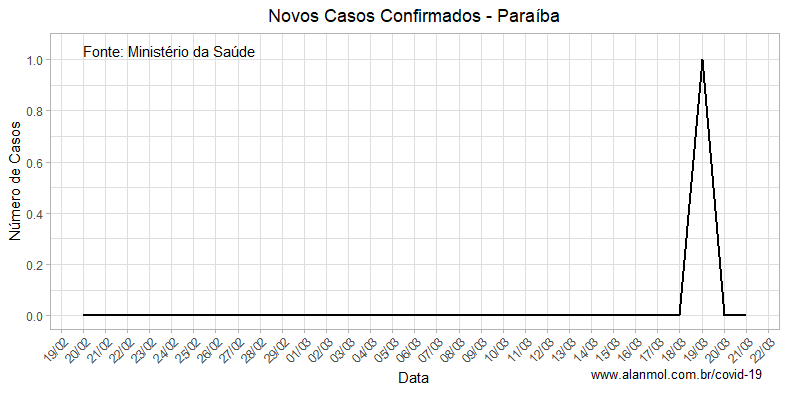 Novos Casos Confirmados - Paraíba
Fonte: Ministério da Saúde
Número de Casos
1.0
0.8
0.6
0.4
0.2
0.0
19/02 20/02 21/02 22/02 23/02 24/02 25/02 26/02 27/02 28/02 29/02 01/03 02/03 03/03 04/03 05/03 06/03 07/03 08/03 09/03 10/03 11/03 12/03 13/03 14/03 15/03 16/03 17/03 18/03 19/03 20/03 21/03 22/03
Data
www.alanmol.com.br/covid-19